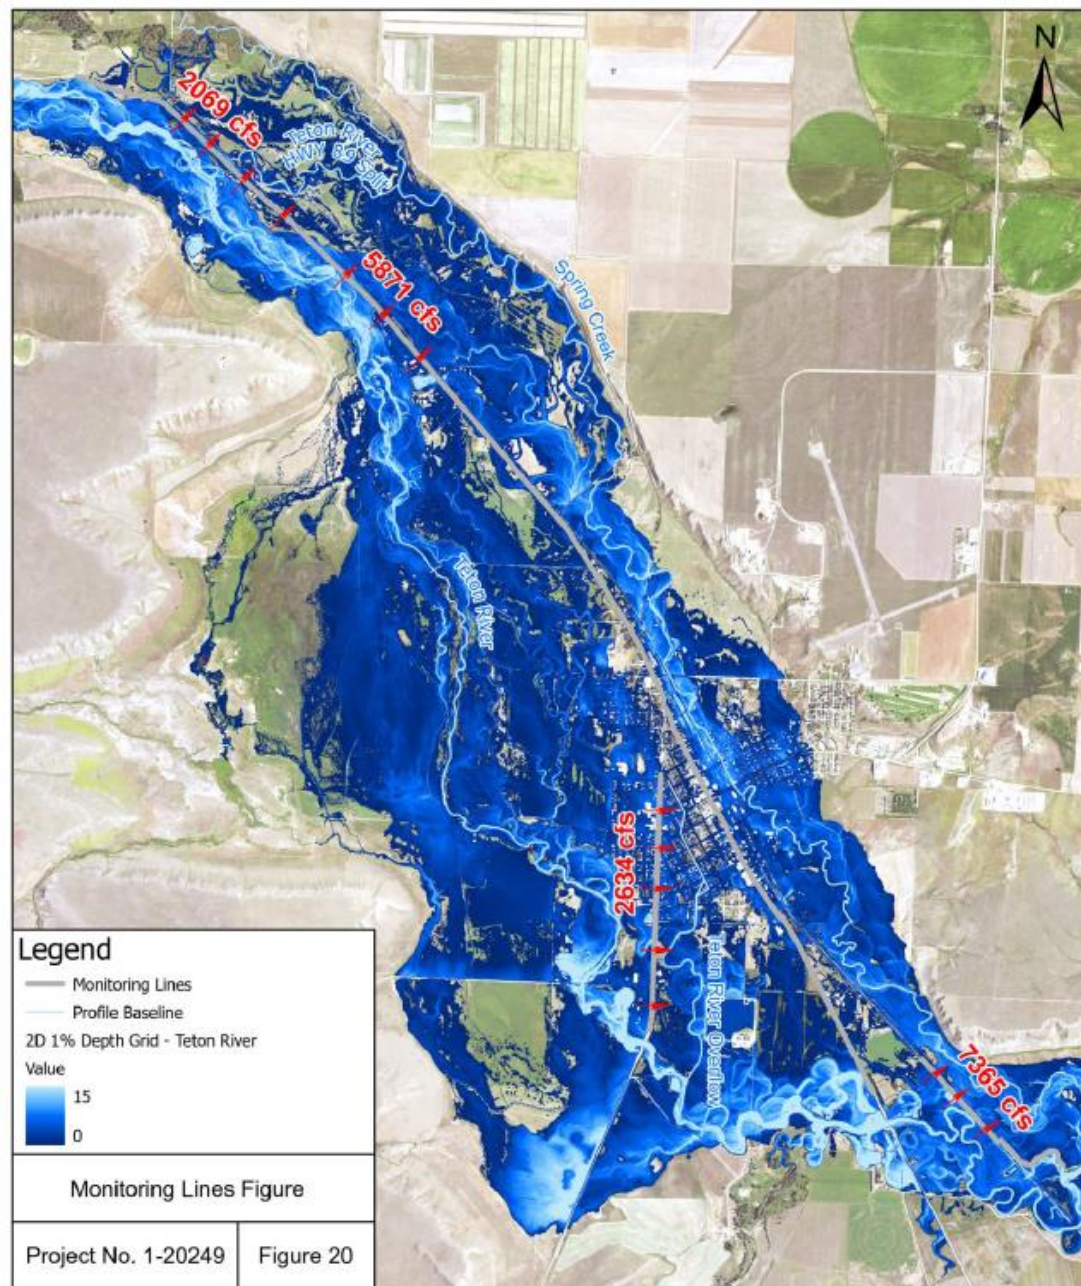 N
2069 cfs
Teton River
HWY 89 Split
5871 cfs
Spring Creek
Teton River
2634 cfs
Teton River Overflow
7365 cfs
Legend
Monitoring Lines
Profile Baseline
2D 1% Depth Grid - Teton River
Value
15
0
Monitoring Lines Figure
Project No. 1-20249
Figure 20